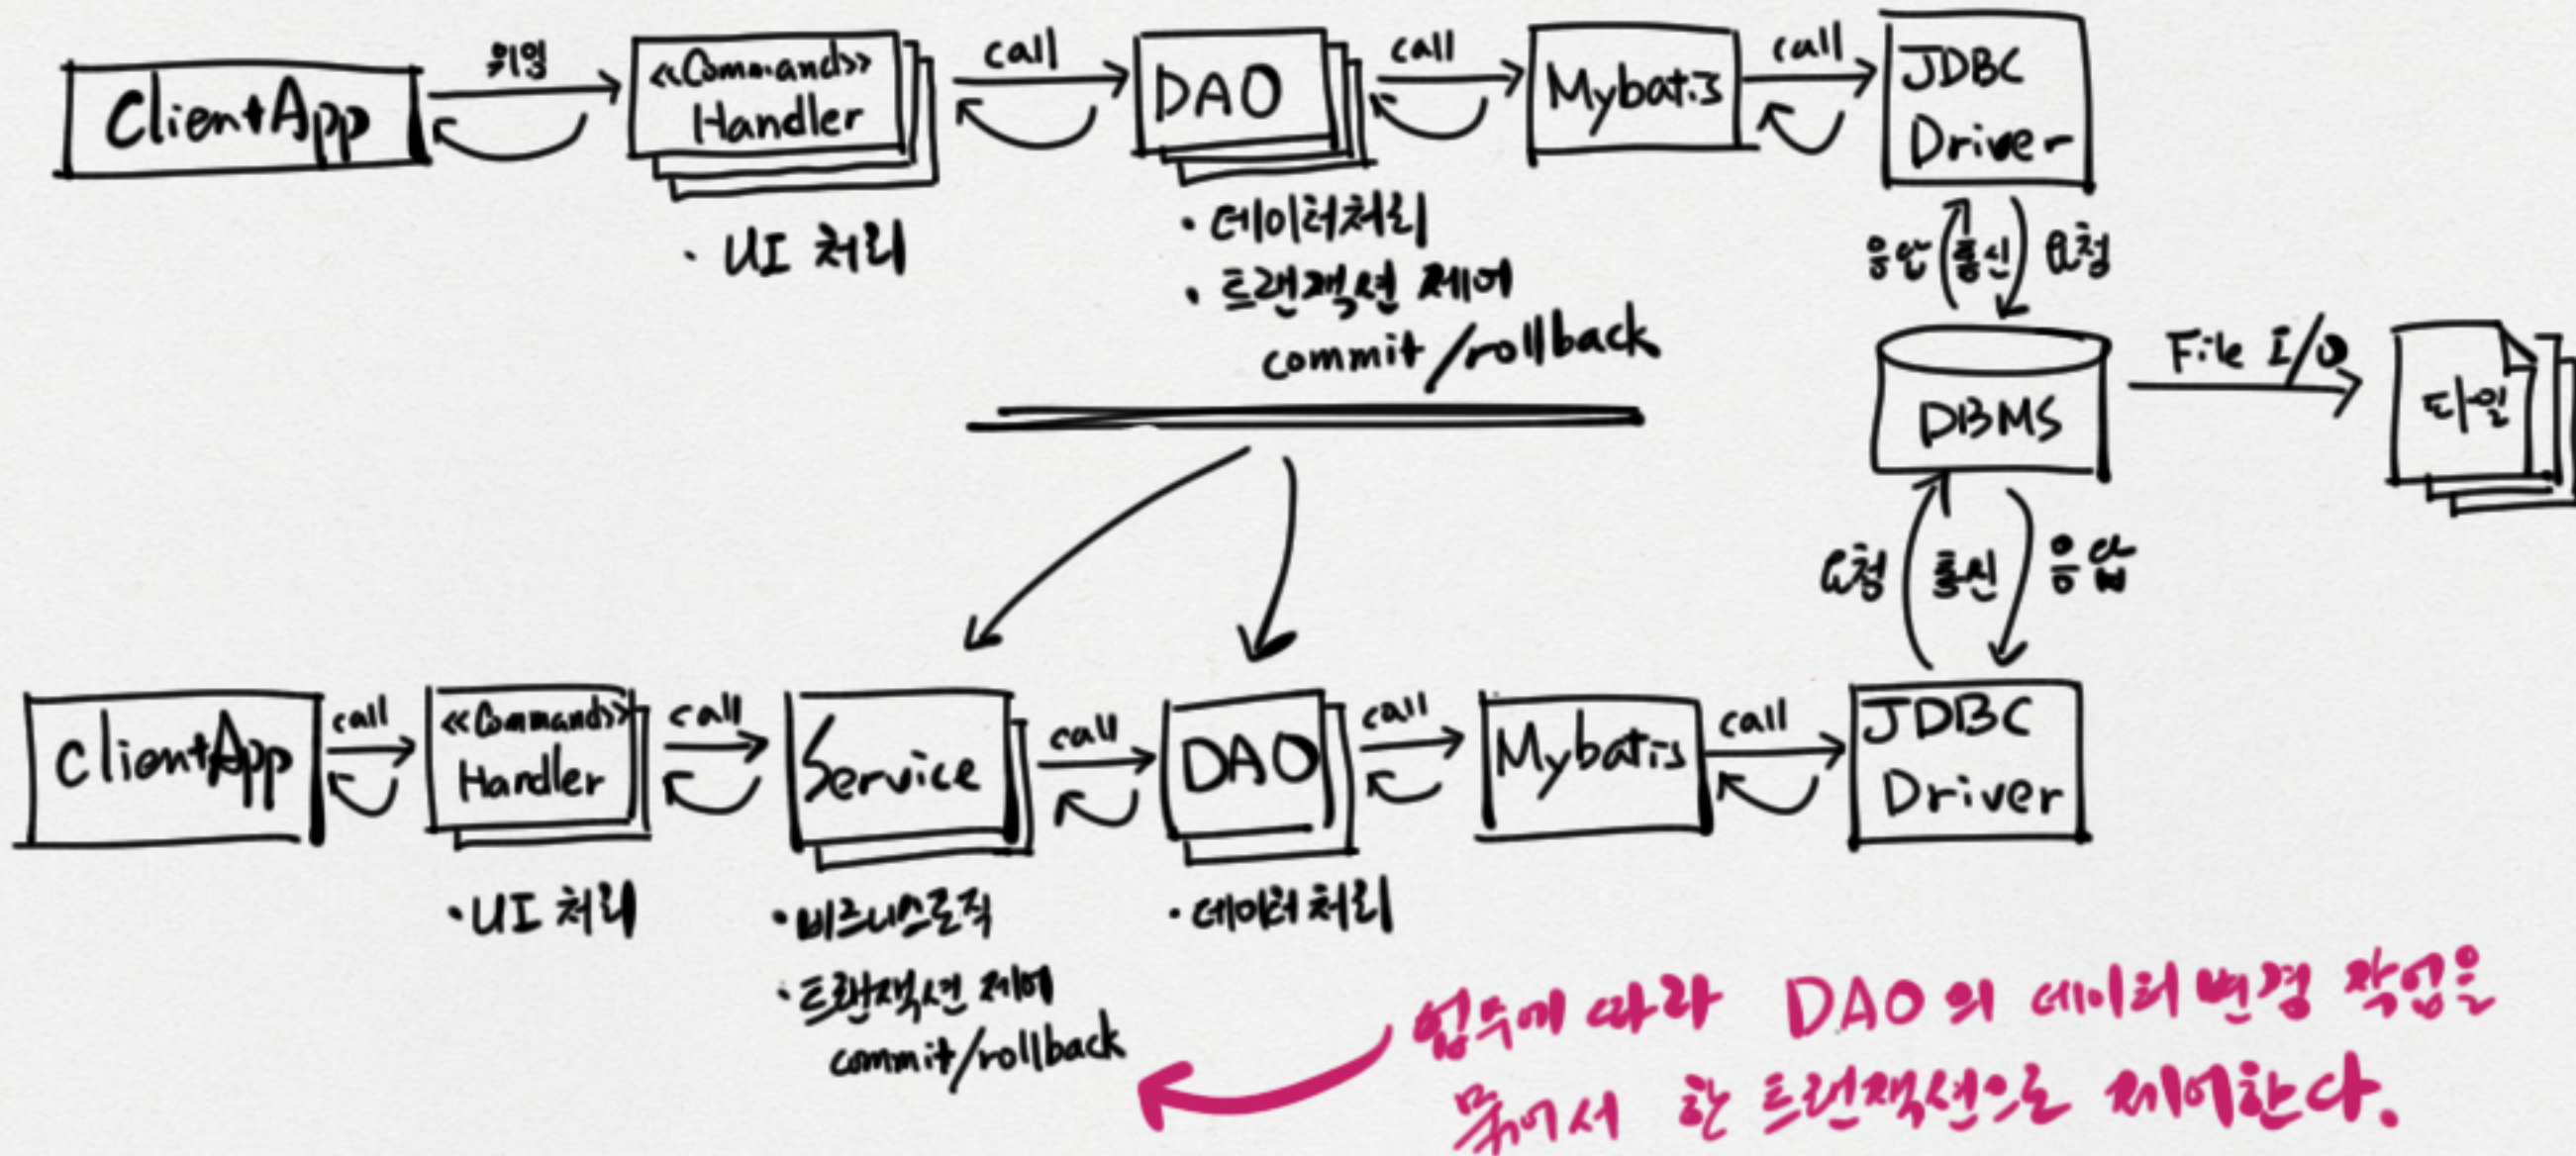 ClientApp
위임
<<Command>>
Handler
call
DAO
call
Mybatis
call
JDBC
Driver
· UI 처리
· 데이터처리
· 트랜잭션 제어
commit/rollback
응답
통신
요청
DBMS
File I/O
파일
요청
통신
응답
ClientApp
call
<<Command>>
Handler
call
Service
call
DAO
call
Mybatis
call
JDBC
Driver
· UI 처리
· 비즈니스로직
· 트랜잭션 제어
commit/rollback
· 데이터처리
업무에 따라 DAO의 데이터 변경 작업을
묶어서 한 트랜잭션으로 제어한다.